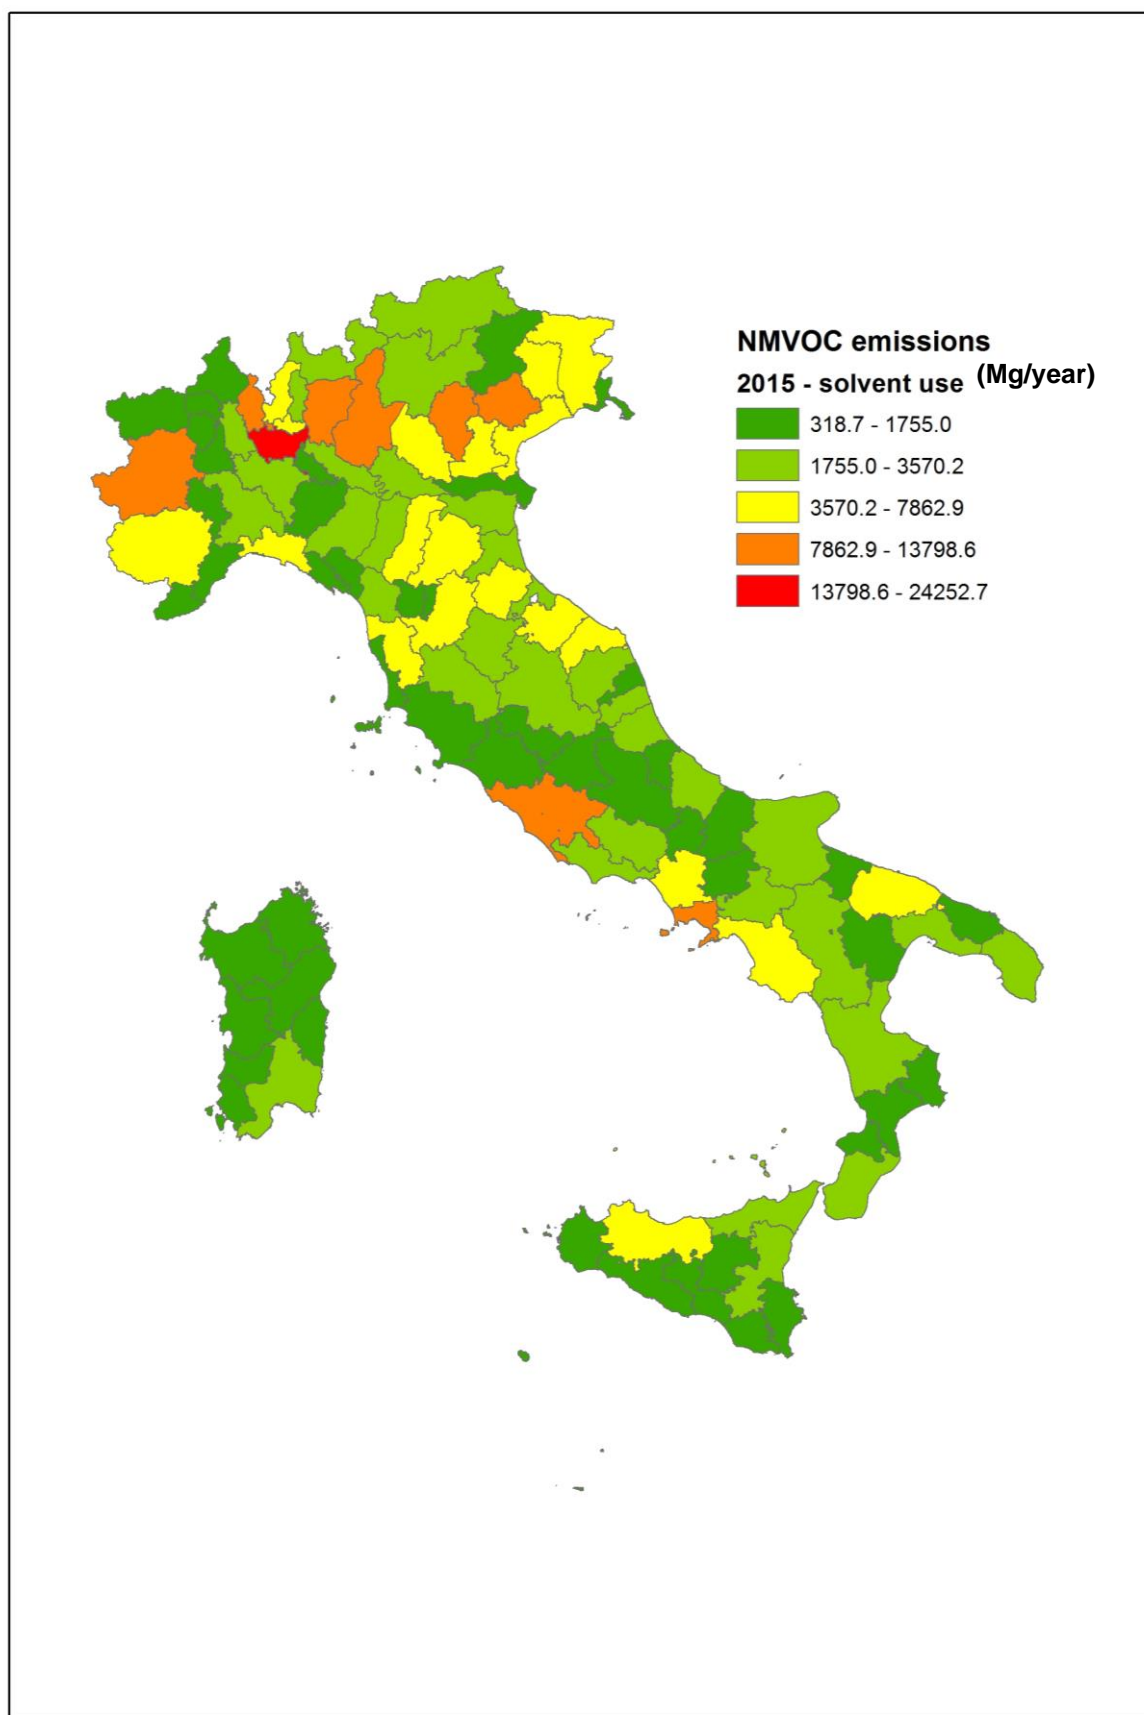 NMVOC emissions
2015 - solvent use (Mg/year)
318.7 - 1755.0
1755.0 - 3570.2
3570.2 - 7862.9
7862.9 - 13798.6
13798.6 - 24252.7